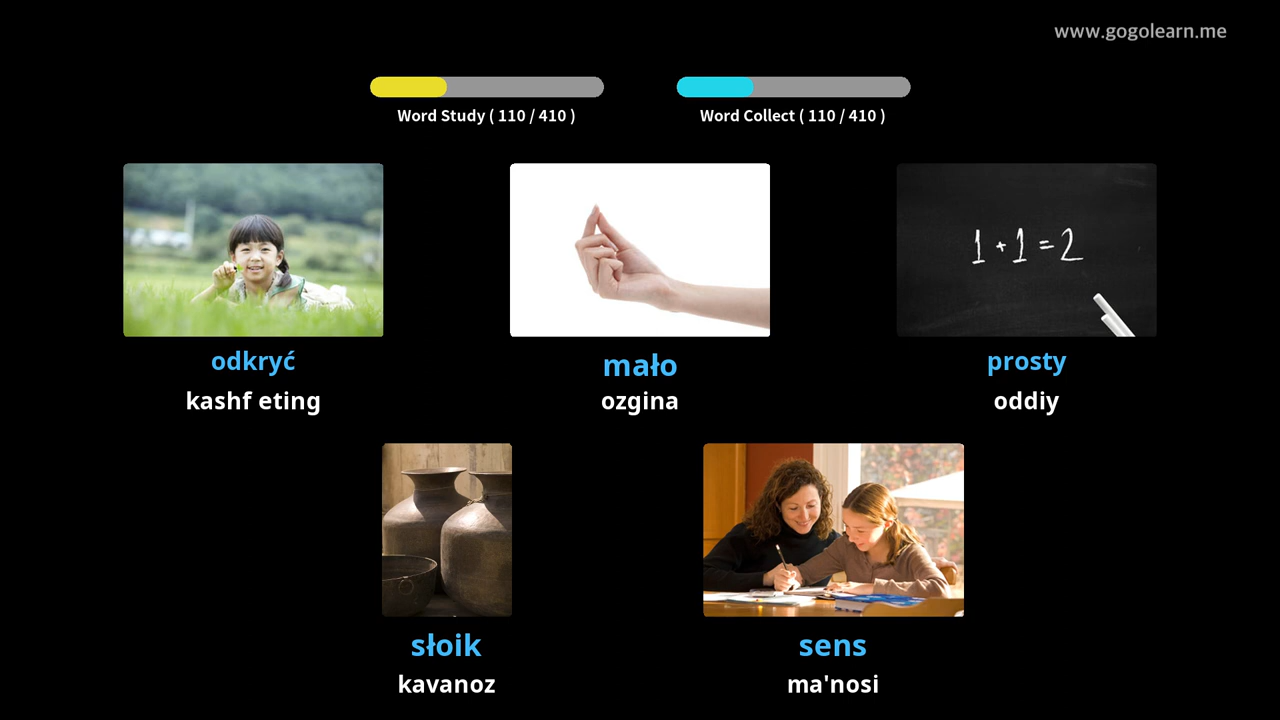 www.gogolearn.me
Word Study ( 110 / 410 )
Word Collect ( 110 / 410 )
1 + 1 = 2
odkryć
kashf eting
mało
ozgina
prosty
oddiy
słoik
kavanoz
sens
ma'nosi